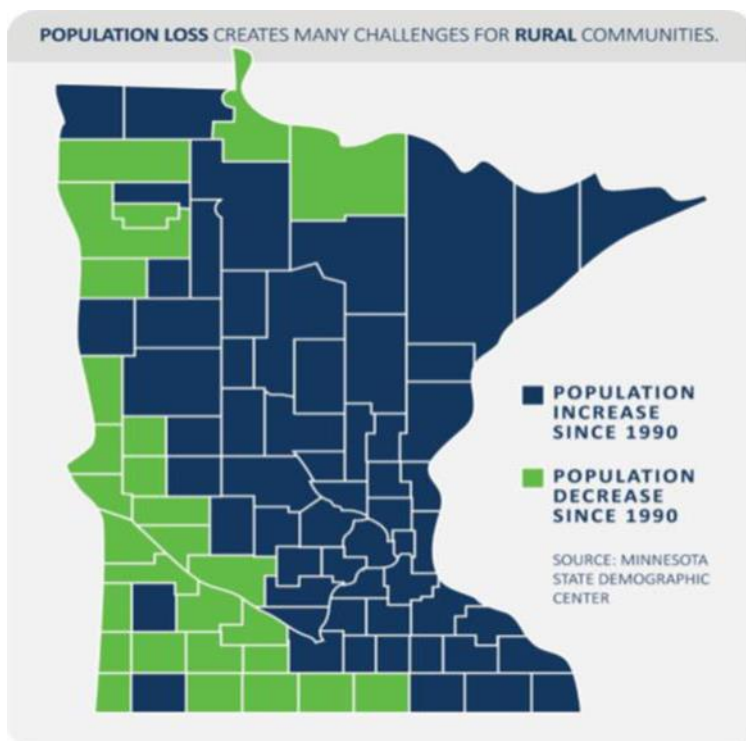 POPULATION LOSS CREATES MANY CHALLENGES FOR RURAL COMMUNITIES.
POPULATION
INCREASE
SINCE 1990
POPULATION
DECREASE
SINCE 1990
SOURCE: MINNESOTA
STATE DEMOGRAPHIC
CENTER